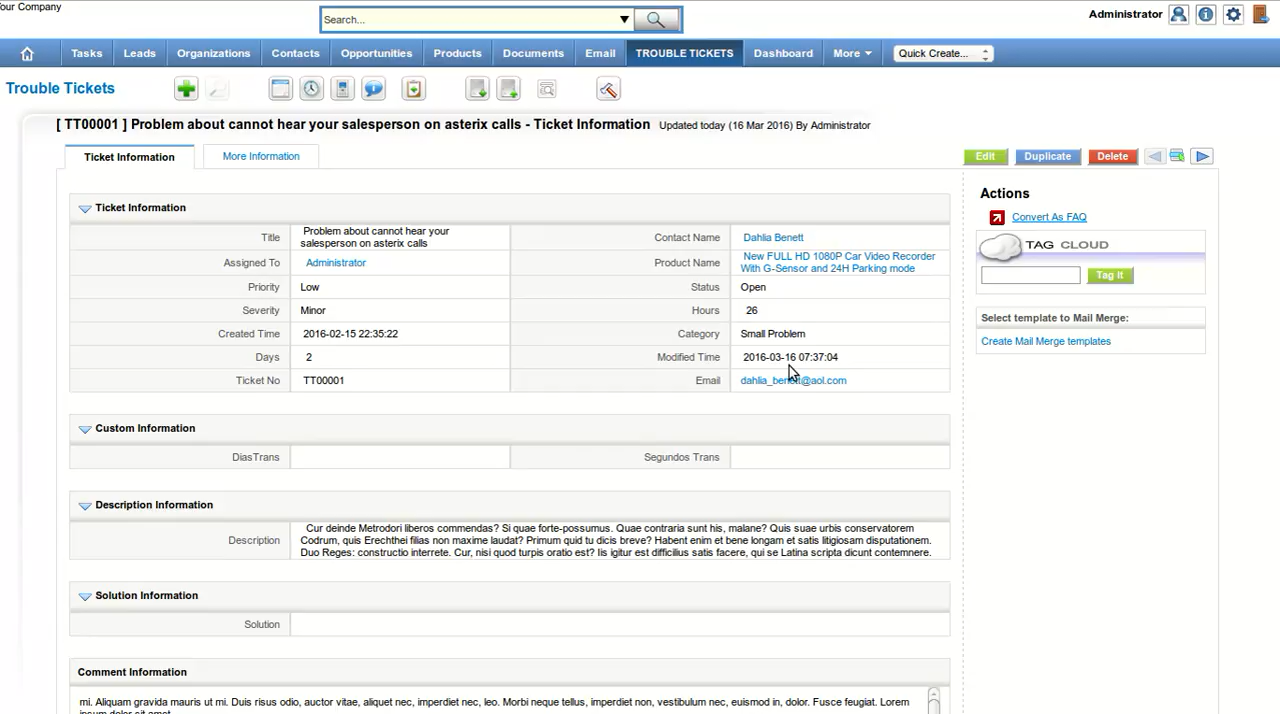 Your Company
Search...
Administrator
Tasks Leads Organizations Contacts Opportunities Products Documents Email TROUBLE TICKETS Dashboard More Quick Create...
Trouble Tickets
[ TT00001 ] Problem about cannot hear your salesperson on asterix calls - Ticket Information Updated today (16 Mar 2016) By Administrator
Ticket Information More Information Edit Duplicate Delete
Actions
Convert As FAQ
TAG CLOUD
Tag It
Select template to Mail Merge:
Create Mail Merge templates
Ticket Information
Title Problem about cannot hear your
salesperson on asterix calls
Contact Name Dahlia Benett
Assigned To Administrator
Product Name New FULL HD 1080P Car Video Recorder
With G-Sensor and 24H Parking mode
Priority Low Status Open
Severity Minor Hours 26
Created Time 2016-02-15 22:35:22 Category Small Problem
Days 2 Modified Time 2016-03-16 07:37:04
Ticket No TT00001 Email dahlia_benett@aol.com
Custom Information
DiasTrans Segundos Trans
Description Information
Description
Cur deinde Metrodori liberos commendas? Si quae forte-possumus. Quae contraria sunt his, malane? Quis suae urbis conservatorem
Codrum, quis Erechthei filias non maxime laudat? Primum quid tu dicis breve? Habent enim et bene longam et satis litigiosam disputationem.
Duo Reges: constructio interrete. Cur, nisi quod turpis oratio est? Iis igitur est difficilius satis facere, qui se Latina scripta dicunt contemnere.
Solution Information
Solution
Comment Information
mi. Aliquam gravida mauris ut mi. Duis risus odio, auctor vitae, aliquet nec, imperdiet nec, leo. Morbi neque tellus, imperdiet non, vestibulum nec, euismod in, dolor. Fusce feugiat. Lorem
ipsum dolor sit amet